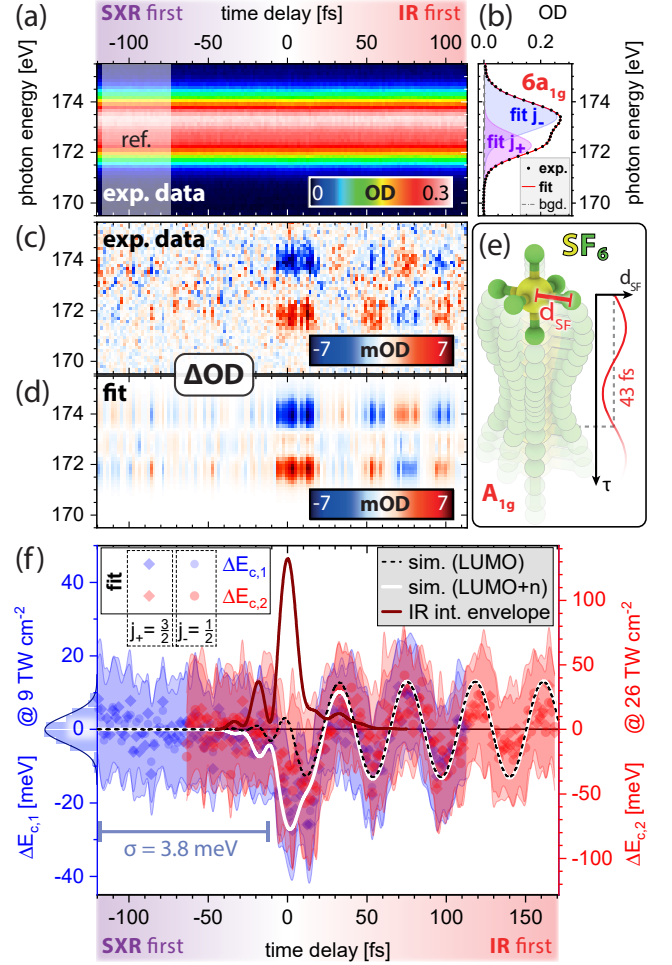 (a) SXR first time delay [fs] IR first
-100 -50 0 50 100
photon energy [eV]
174
172
170
ref.
exp. data
0 OD 0.3
(b) OD
0.0 0.2
6a1g
fit j-
fit j+
exp.
fit
bgd.
174
172
170
photon energy [eV]
(c) exp. data
174
172
170
-7 mOD 7
ΔOD
(d) fit
174
172
170
-7 mOD 7
(e) SF6
dSF
dSF
43 fs
τ
A1g
(f)
fit
ΔEc,1
ΔEc,2
j+=3/2 j-=1/2
sim. (LUMO)
sim. (LUMO+n)
IR int. envelope
ΔEc,1 [meV] @ 9 TW cm-2
40
20
0
-20
-40
σ = 3.8 meV
100
50
0
-50
-100
ΔEc,2 [meV] @ 26 TW cm-2
-100 -50 0 50 100 150
SXR first time delay [fs] IR first